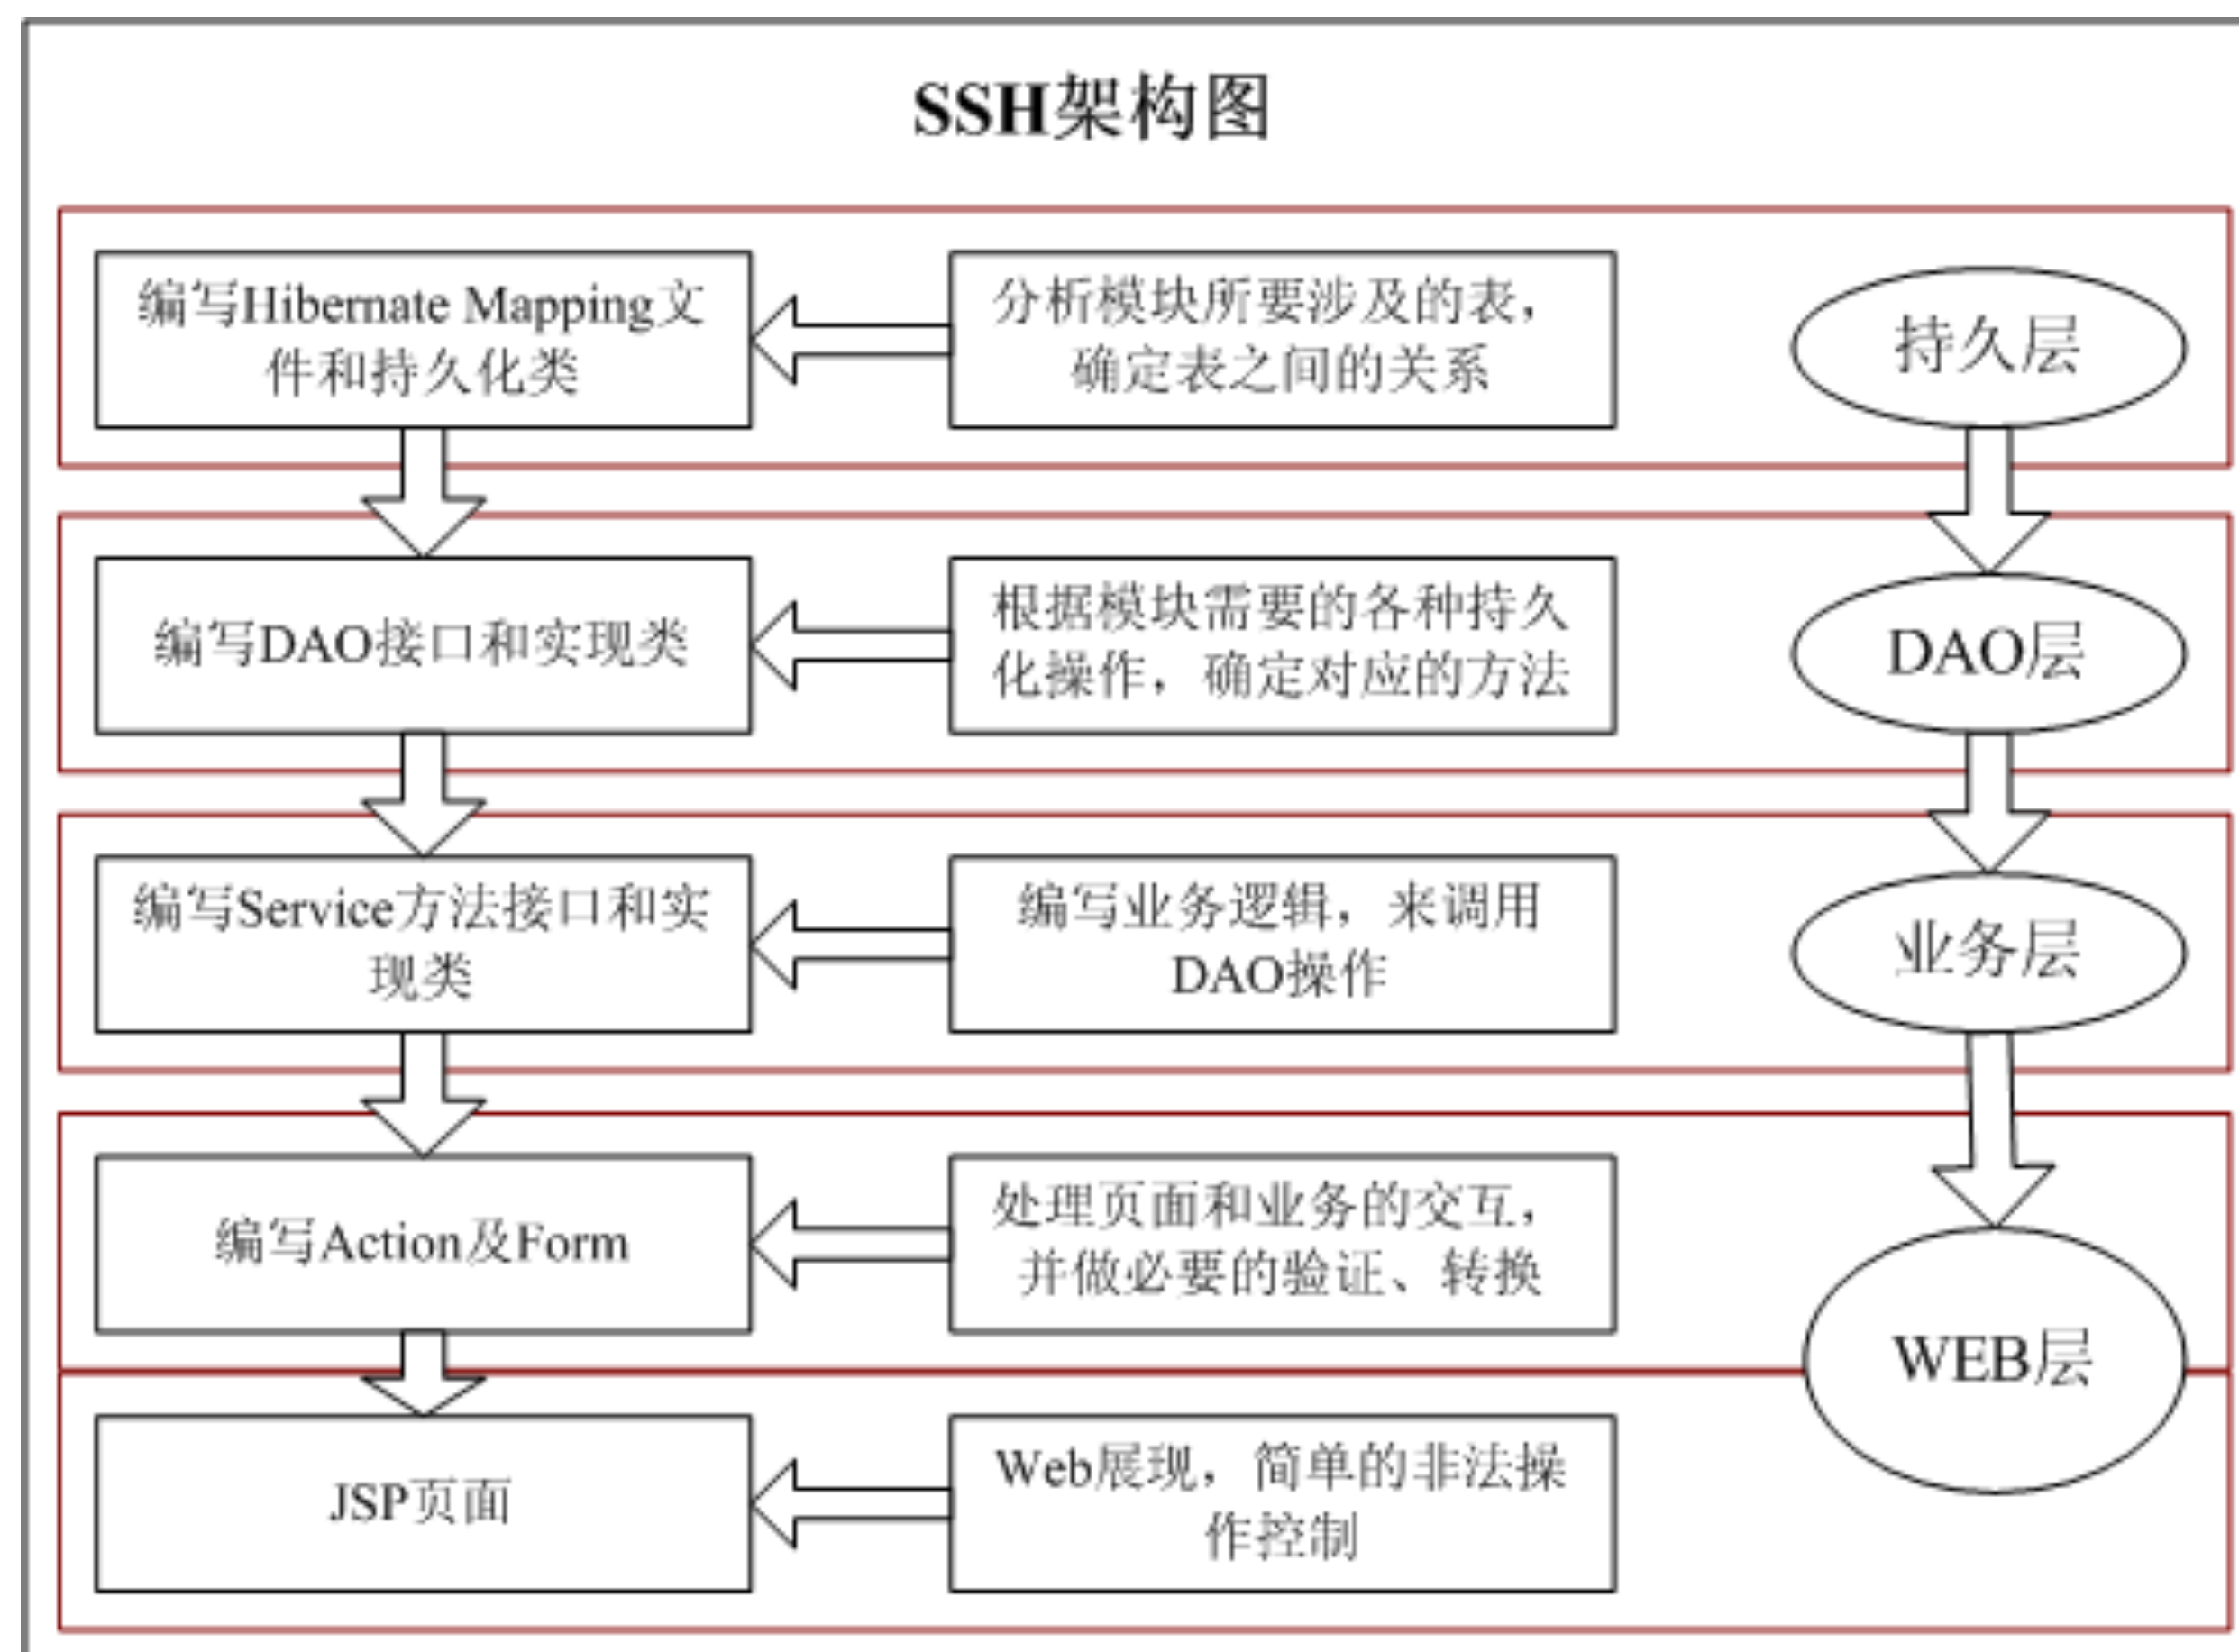 SSH架构图
编写Hibernate Mapping文
件和持久化类
分析模块所要涉及的表，
确定表之间的关系
持久层
编写DAO接口和实现类
根据模块需要的各种持久
化操作，确定对应的方法
DAO层
编写Service方法接口和实
现类
编写业务逻辑，来调用
DAO操作
业务层
编写Action及Form
处理页面和业务的交互，
并做必要的验证、转换
WEB层
JSP页面
Web展现，简单的非法操
作控制